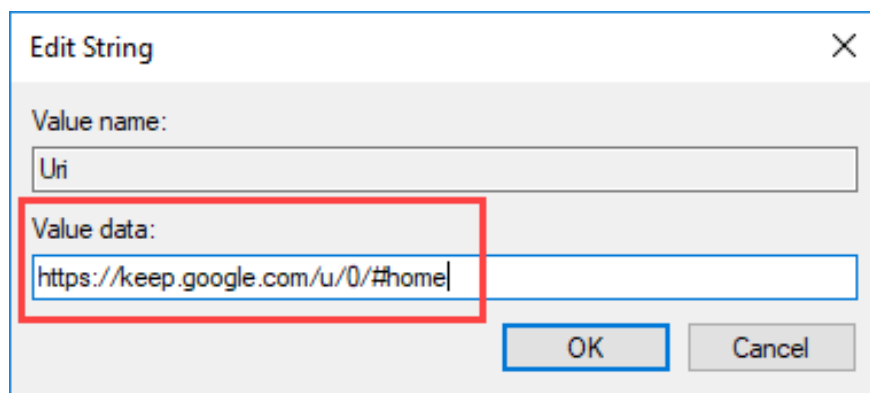 Edit String
Value name:
Uri
Value data:
https://keep.google.com/u/0/#home
OK
Cancel